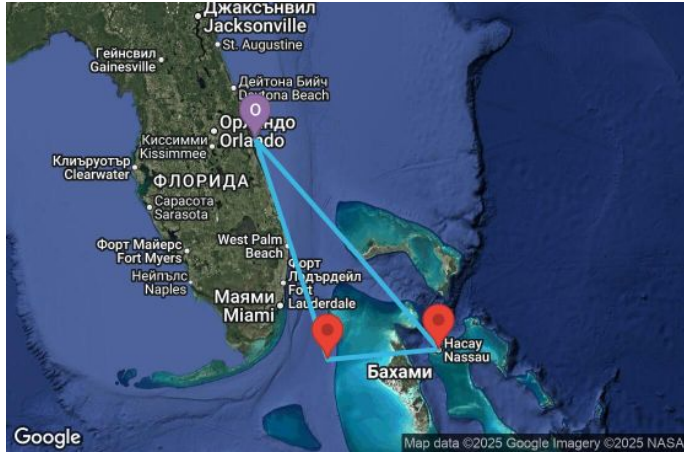 Джаксънвил
Jacksonville
St. Augustine
Гейнсвил
Gainesville
Дейтона Бийч
Daytona Beach
O
Орландо
Orlando
Киссимми
Kissimmee
Клиъруотър
Clearwater
ФЛОРИДА
Сарасота
Sarasota
Форт Майерс
Fort Myers
West Palm
Beach
Нейпълс
Naples
Форт
Лодърдейл
Fort
Lauderdale
Маями
Miami
Насау
Nassau
Бахами
Google
Map data ©2025 Google Imagery ©2025 NASA